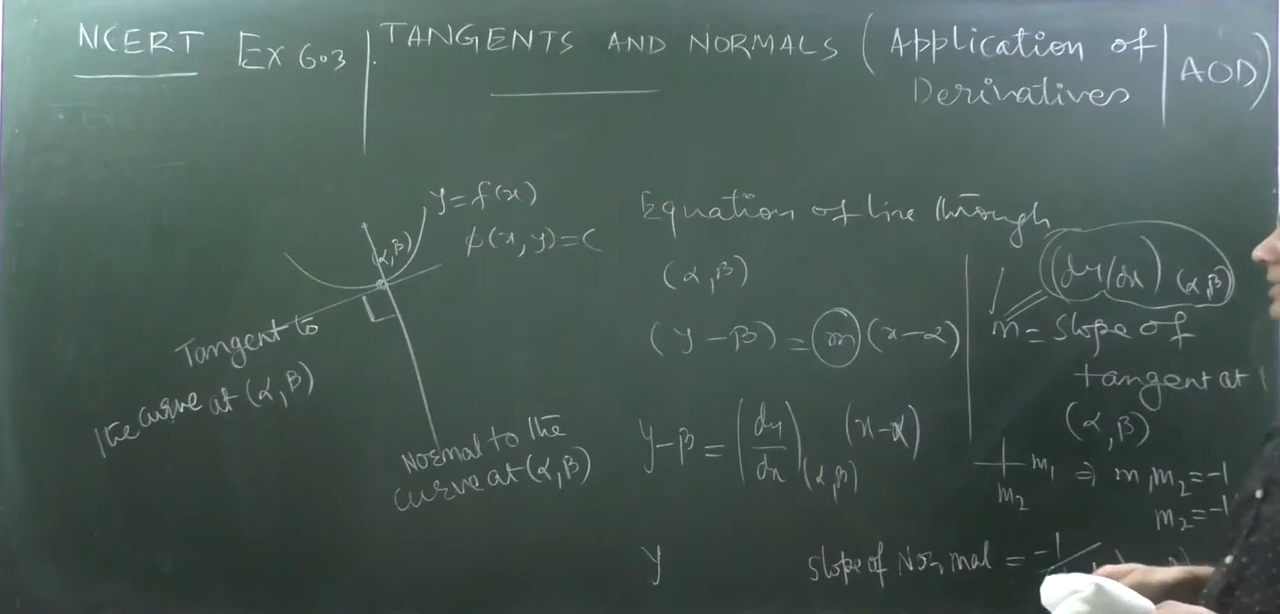 NCERT Ex 6.3 | TANGENTS AND NORMALS (Application of Derivatives | AOD)
y=f(x)
ϕ(x,y)=C
(α,β)
Tangent to
the curve at (α,β)
Normal to the
curve at (α,β)
Equation of line through
(α,β)
(y-β)=m(x-α)
y-β=(dy/dx)(α,β) (x-α)
y
(dy/dx)(α,β)
m=Slope of
tangent at
(α,β)
m1
m2
⇒ m1m2=-1
m2=-1
Slope of Normal = -1